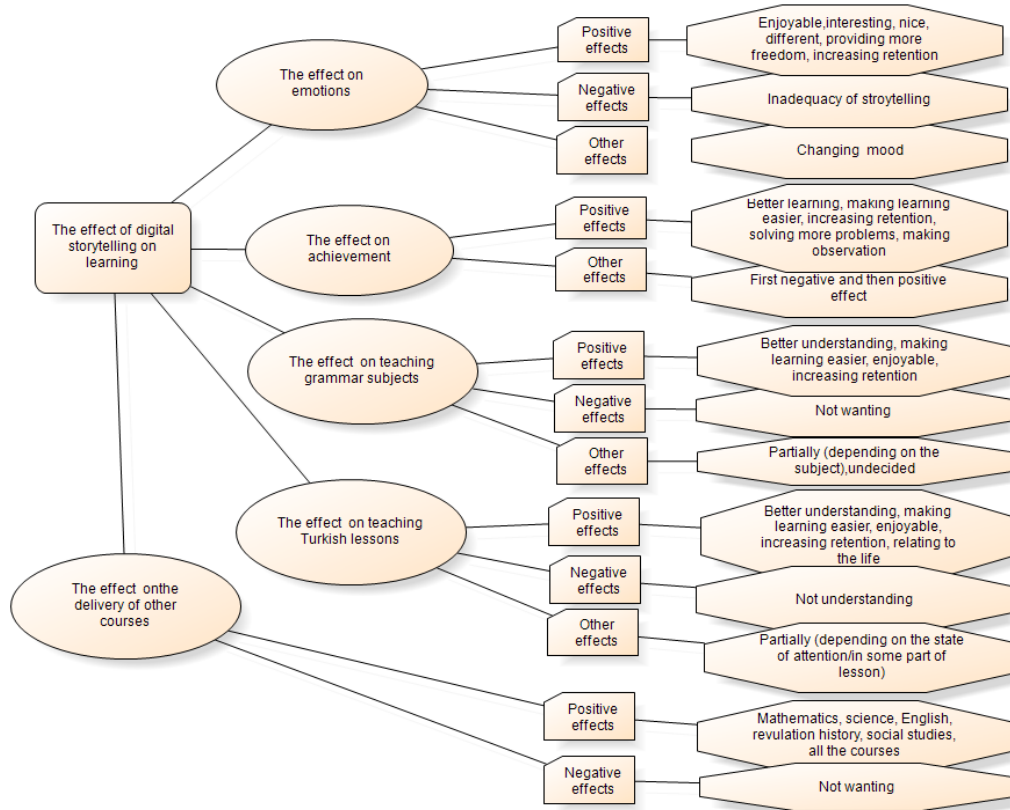 The effect of digital
storytelling on
learning
The effect on
emotions
Positive
effects
Enjoyable,interesting, nice,
different, providing more
freedom, increasing retention
Negative
effects
Inadequacy of stroytelling
Other
effects
Changing mood
The effect on
achievement
Positive
effects
Better learning, making learning
easier, increasing retention,
solving more problems, making
observation
Other
effects
First negative and then positive
effect
The effect on teaching
grammar subjects
Positive
effects
Better understanding, making
learning easier, enjoyable,
increasing retention
Negative
effects
Not wanting
Other
effects
Partially (depending on the
subject),undecided
The effect on teaching
Turkish lessons
Positive
effects
Better understanding, making
learning easier, enjoyable,
increasing retention, relating to
the life
Negative
effects
Not understanding
Other
effects
Partially (depending on the state
of attention/in some part of
lesson)
The effect onthe
delivery of other
courses
Positive
effects
Mathematics, science, English,
revulation history, social studies,
all the courses
Negative
effects
Not wanting